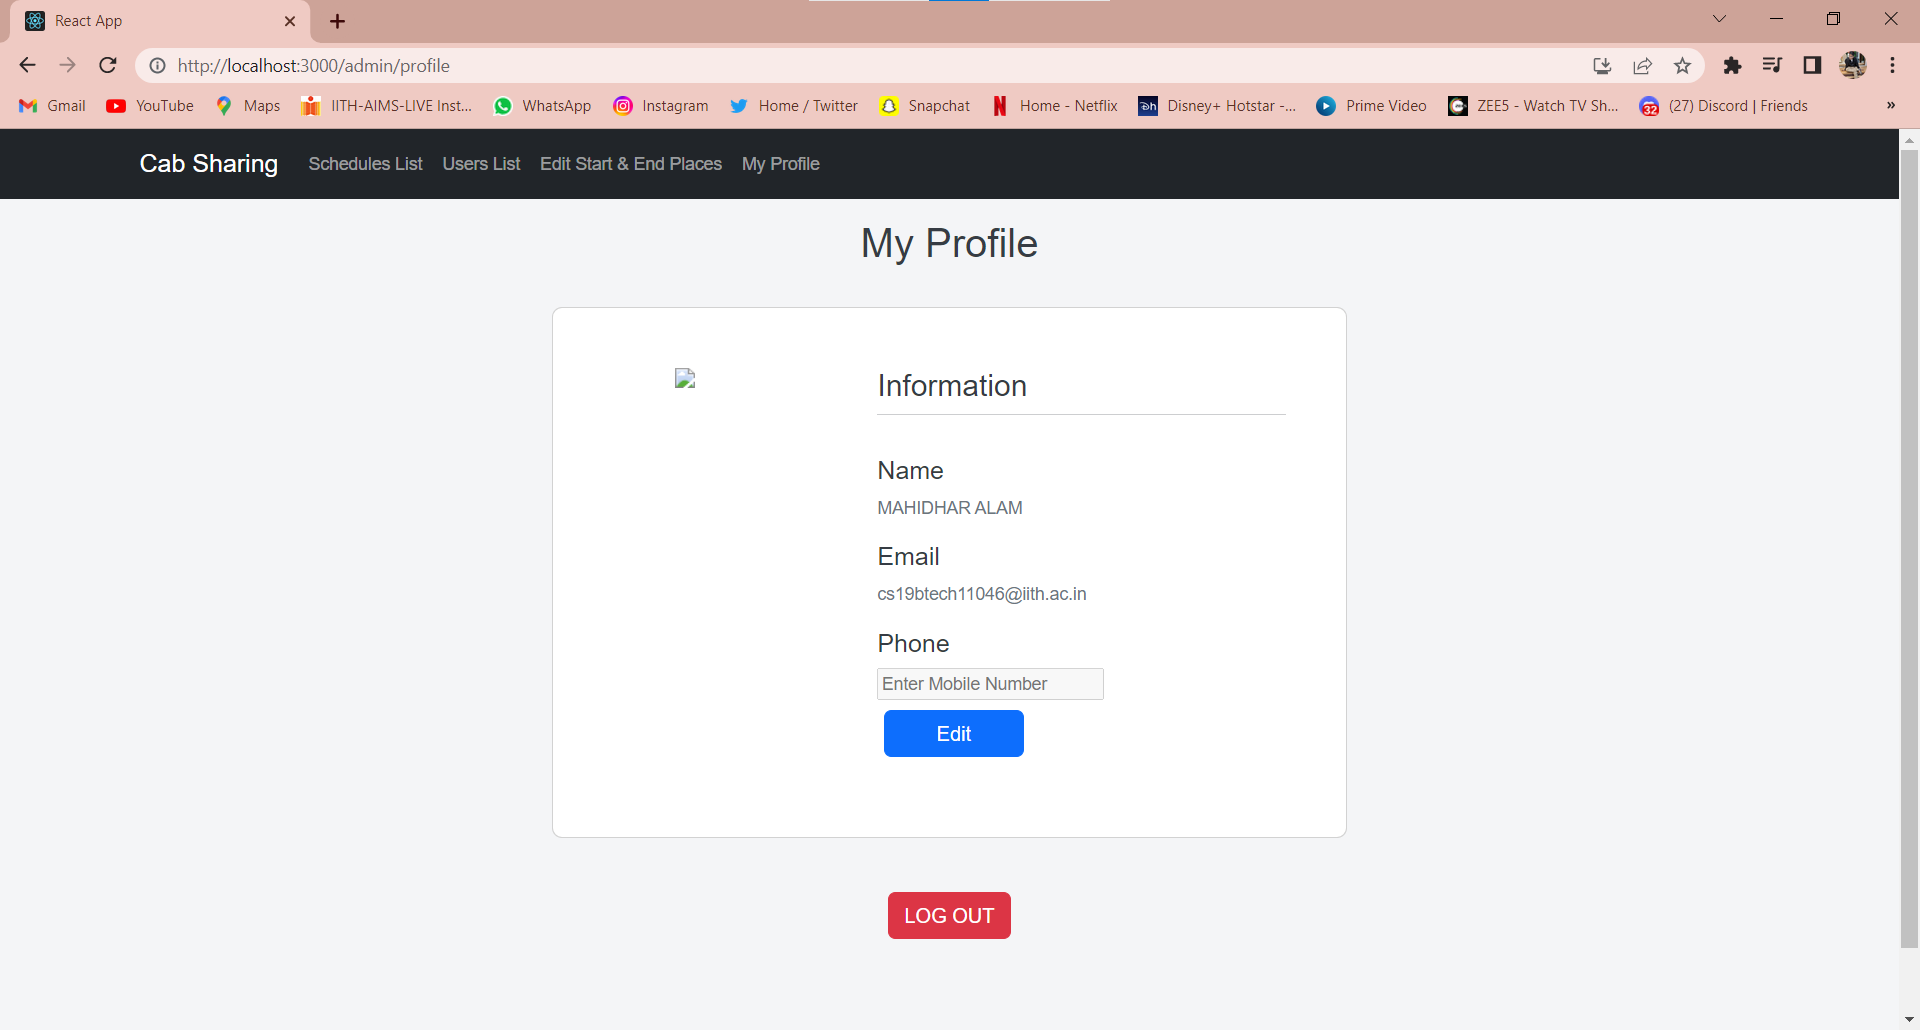 React App
http://localhost:3000/admin/profile
Gmail YouTube Maps IITH-AIMS-LIVE Inst... WhatsApp Instagram Home / Twitter Snapchat Home - Netflix Disney+ Hotstar -... Prime Video ZEE5 - Watch TV Sh... 32 (27) Discord | Friends »
Cab Sharing Schedules List Users List Edit Start & End Places My Profile
My Profile
Information
Name
MAHIDHAR ALAM
Email
cs19btech11046@iith.ac.in
Phone
Enter Mobile Number
Edit
LOG OUT